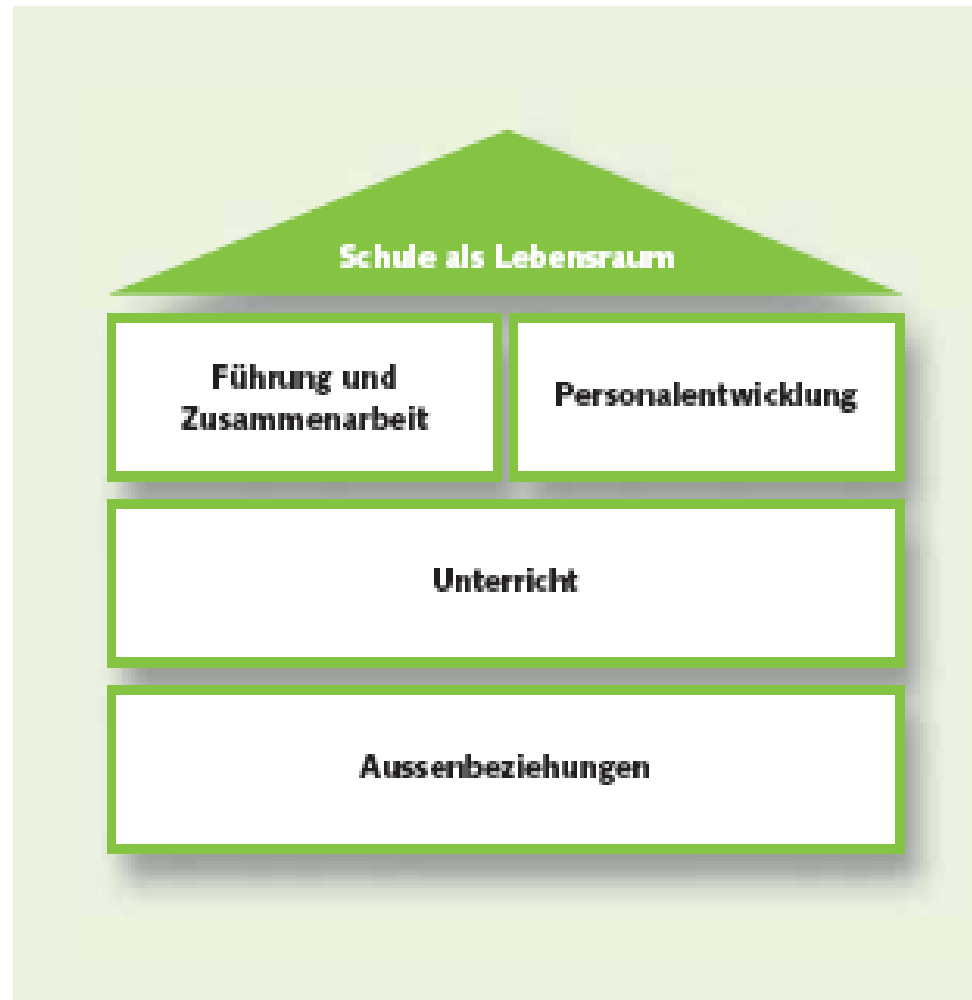 Schule als Lebensraum
Führung und
Zusammenarbeit
Personalentwicklung
Unterricht
Aussenbeziehungen